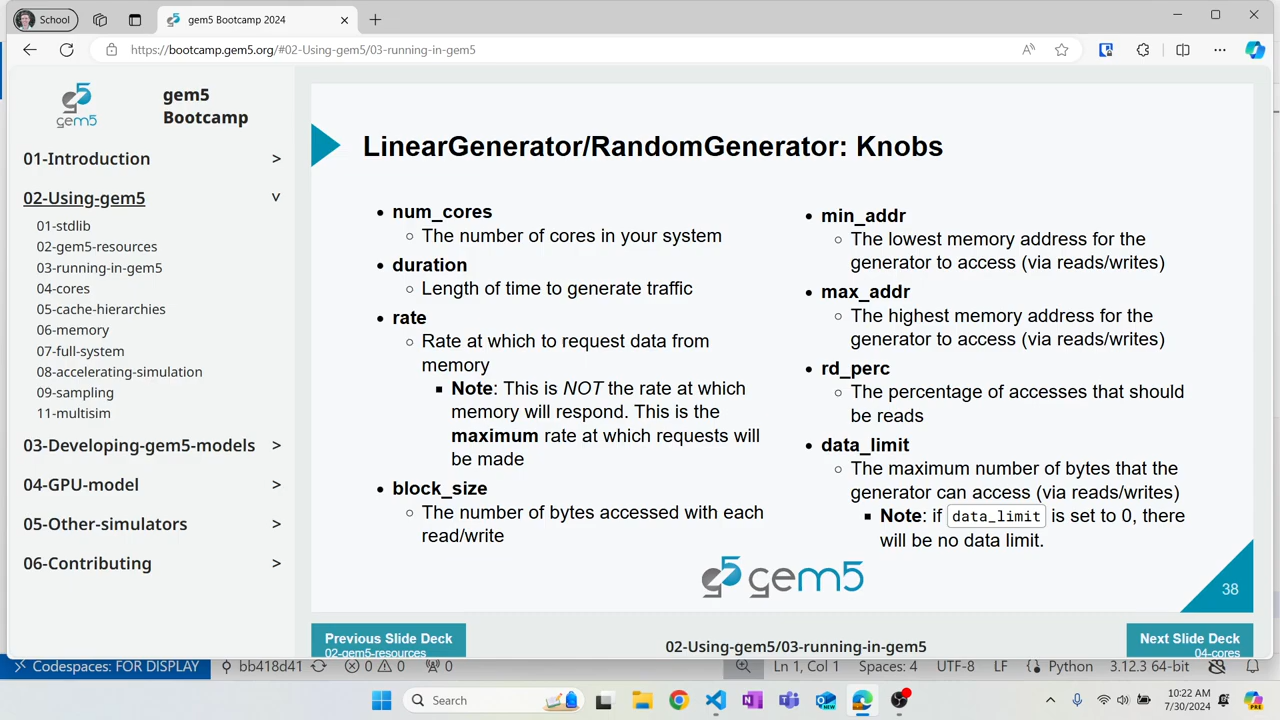 School
gem5 Bootcamp 2024
https://bootcamp.gem5.org/#02-Using-gem5/03-running-in-gem5
gem5
gem5
Bootcamp
01-Introduction >
02-Using-gem5 v
01-stdlib
02-gem5-resources
03-running-in-gem5
04-cores
05-cache-hierarchies
06-memory
07-full-system
08-accelerating-simulation
09-sampling
11-multisim
03-Developing-gem5-models >
04-GPU-model >
05-Other-simulators >
06-Contributing >
LinearGenerator/RandomGenerator: Knobs
• num_cores
The number of cores in your system
• duration
Length of time to generate traffic
• rate
Rate at which to request data from
memory
Note: This is NOT the rate at which
memory will respond. This is the
maximum rate at which requests will
be made
• block_size
The number of bytes accessed with each
read/write
• min_addr
The lowest memory address for the
generator to access (via reads/writes)
• max_addr
The highest memory address for the
generator to access (via reads/writes)
• rd_perc
The percentage of accesses that should
be reads
• data_limit
The maximum number of bytes that the
generator can access (via reads/writes)
Note: if data_limit is set to 0, there
will be no data limit.
gem5
38
Previous Slide Deck
02-gem5-resources
02-Using-gem5/03-running-in-gem5
Next Slide Deck
04-cores
Codespaces: FOR DISPLAY bb418d41 0 0 0 Ln 1, Col 1 Spaces: 4 UTF-8 LF Python 3.12.3 64-bit
Search
10:22 AM
7/30/2024